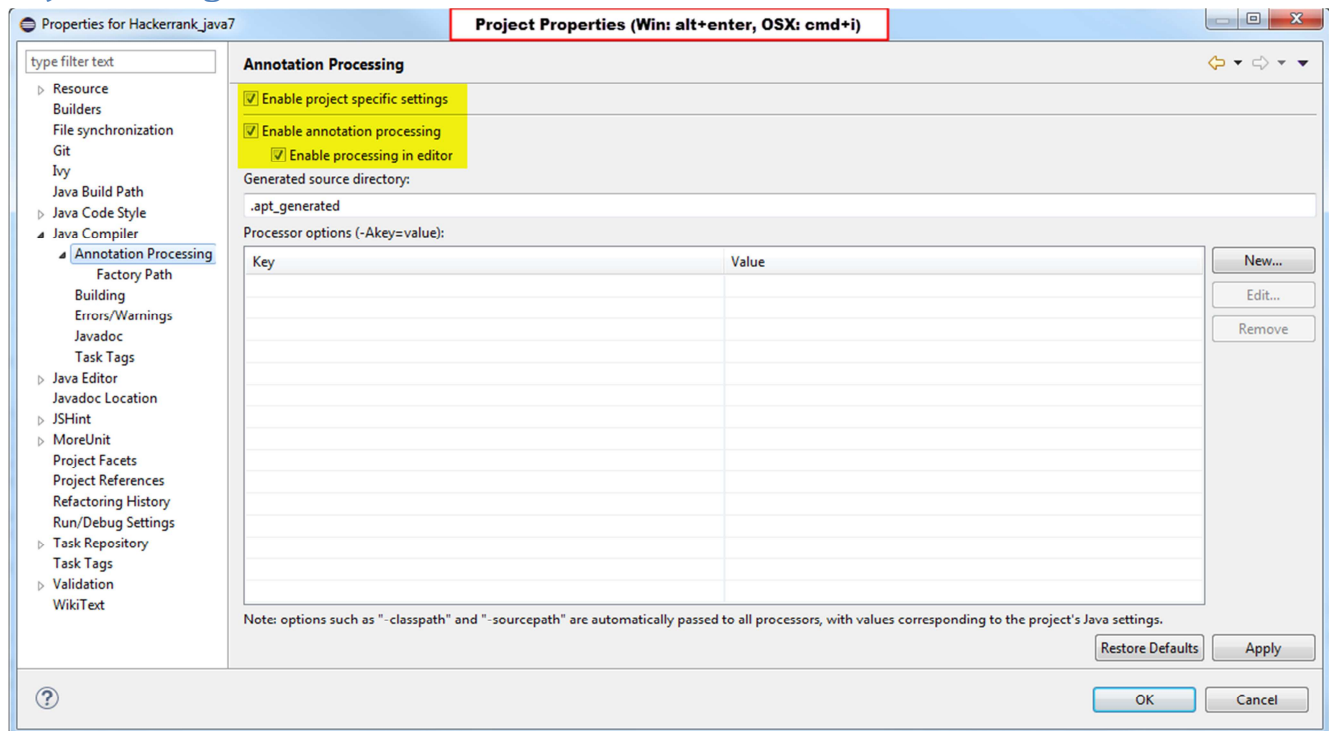 Properties for Hackerrank_java7
Project Properties (Win: alt+enter, OSX: cmd+i)
type filter text
Resource
Builders
File synchronization
Git
Ivy
Java Build Path
Java Code Style
Java Compiler
Annotation Processing
Factory Path
Building
Errors/Warnings
Javadoc
Task Tags
Java Editor
Javadoc Location
JSHint
MoreUnit
Project Facets
Project References
Refactoring History
Run/Debug Settings
Task Repository
Task Tags
Validation
WikiText
Annotation Processing
Enable project specific settings
Enable annotation processing
Enable processing in editor
Generated source directory:
.apt_generated
Processor options (-Akey=value):
Key Value
New...
Edit...
Remove
Note: options such as "-classpath" and "-sourcepath" are automatically passed to all processors, with values corresponding to the project's Java settings.
Restore Defaults Apply
? OK Cancel